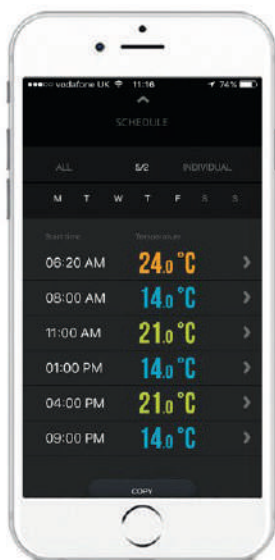 vodafone UK 11:16 74%
SCHEDULE
ALL 5/2 INDIVIDUAL
M T W T F S S
Start time Temperature
06:20 AM 24.0 °C
08:00 AM 14.0 °C
11:00 AM 21.0 °C
01:00 PM 14.0 °C
04:00 PM 21.0 °C
09:00 PM 14.0 °C
COPY